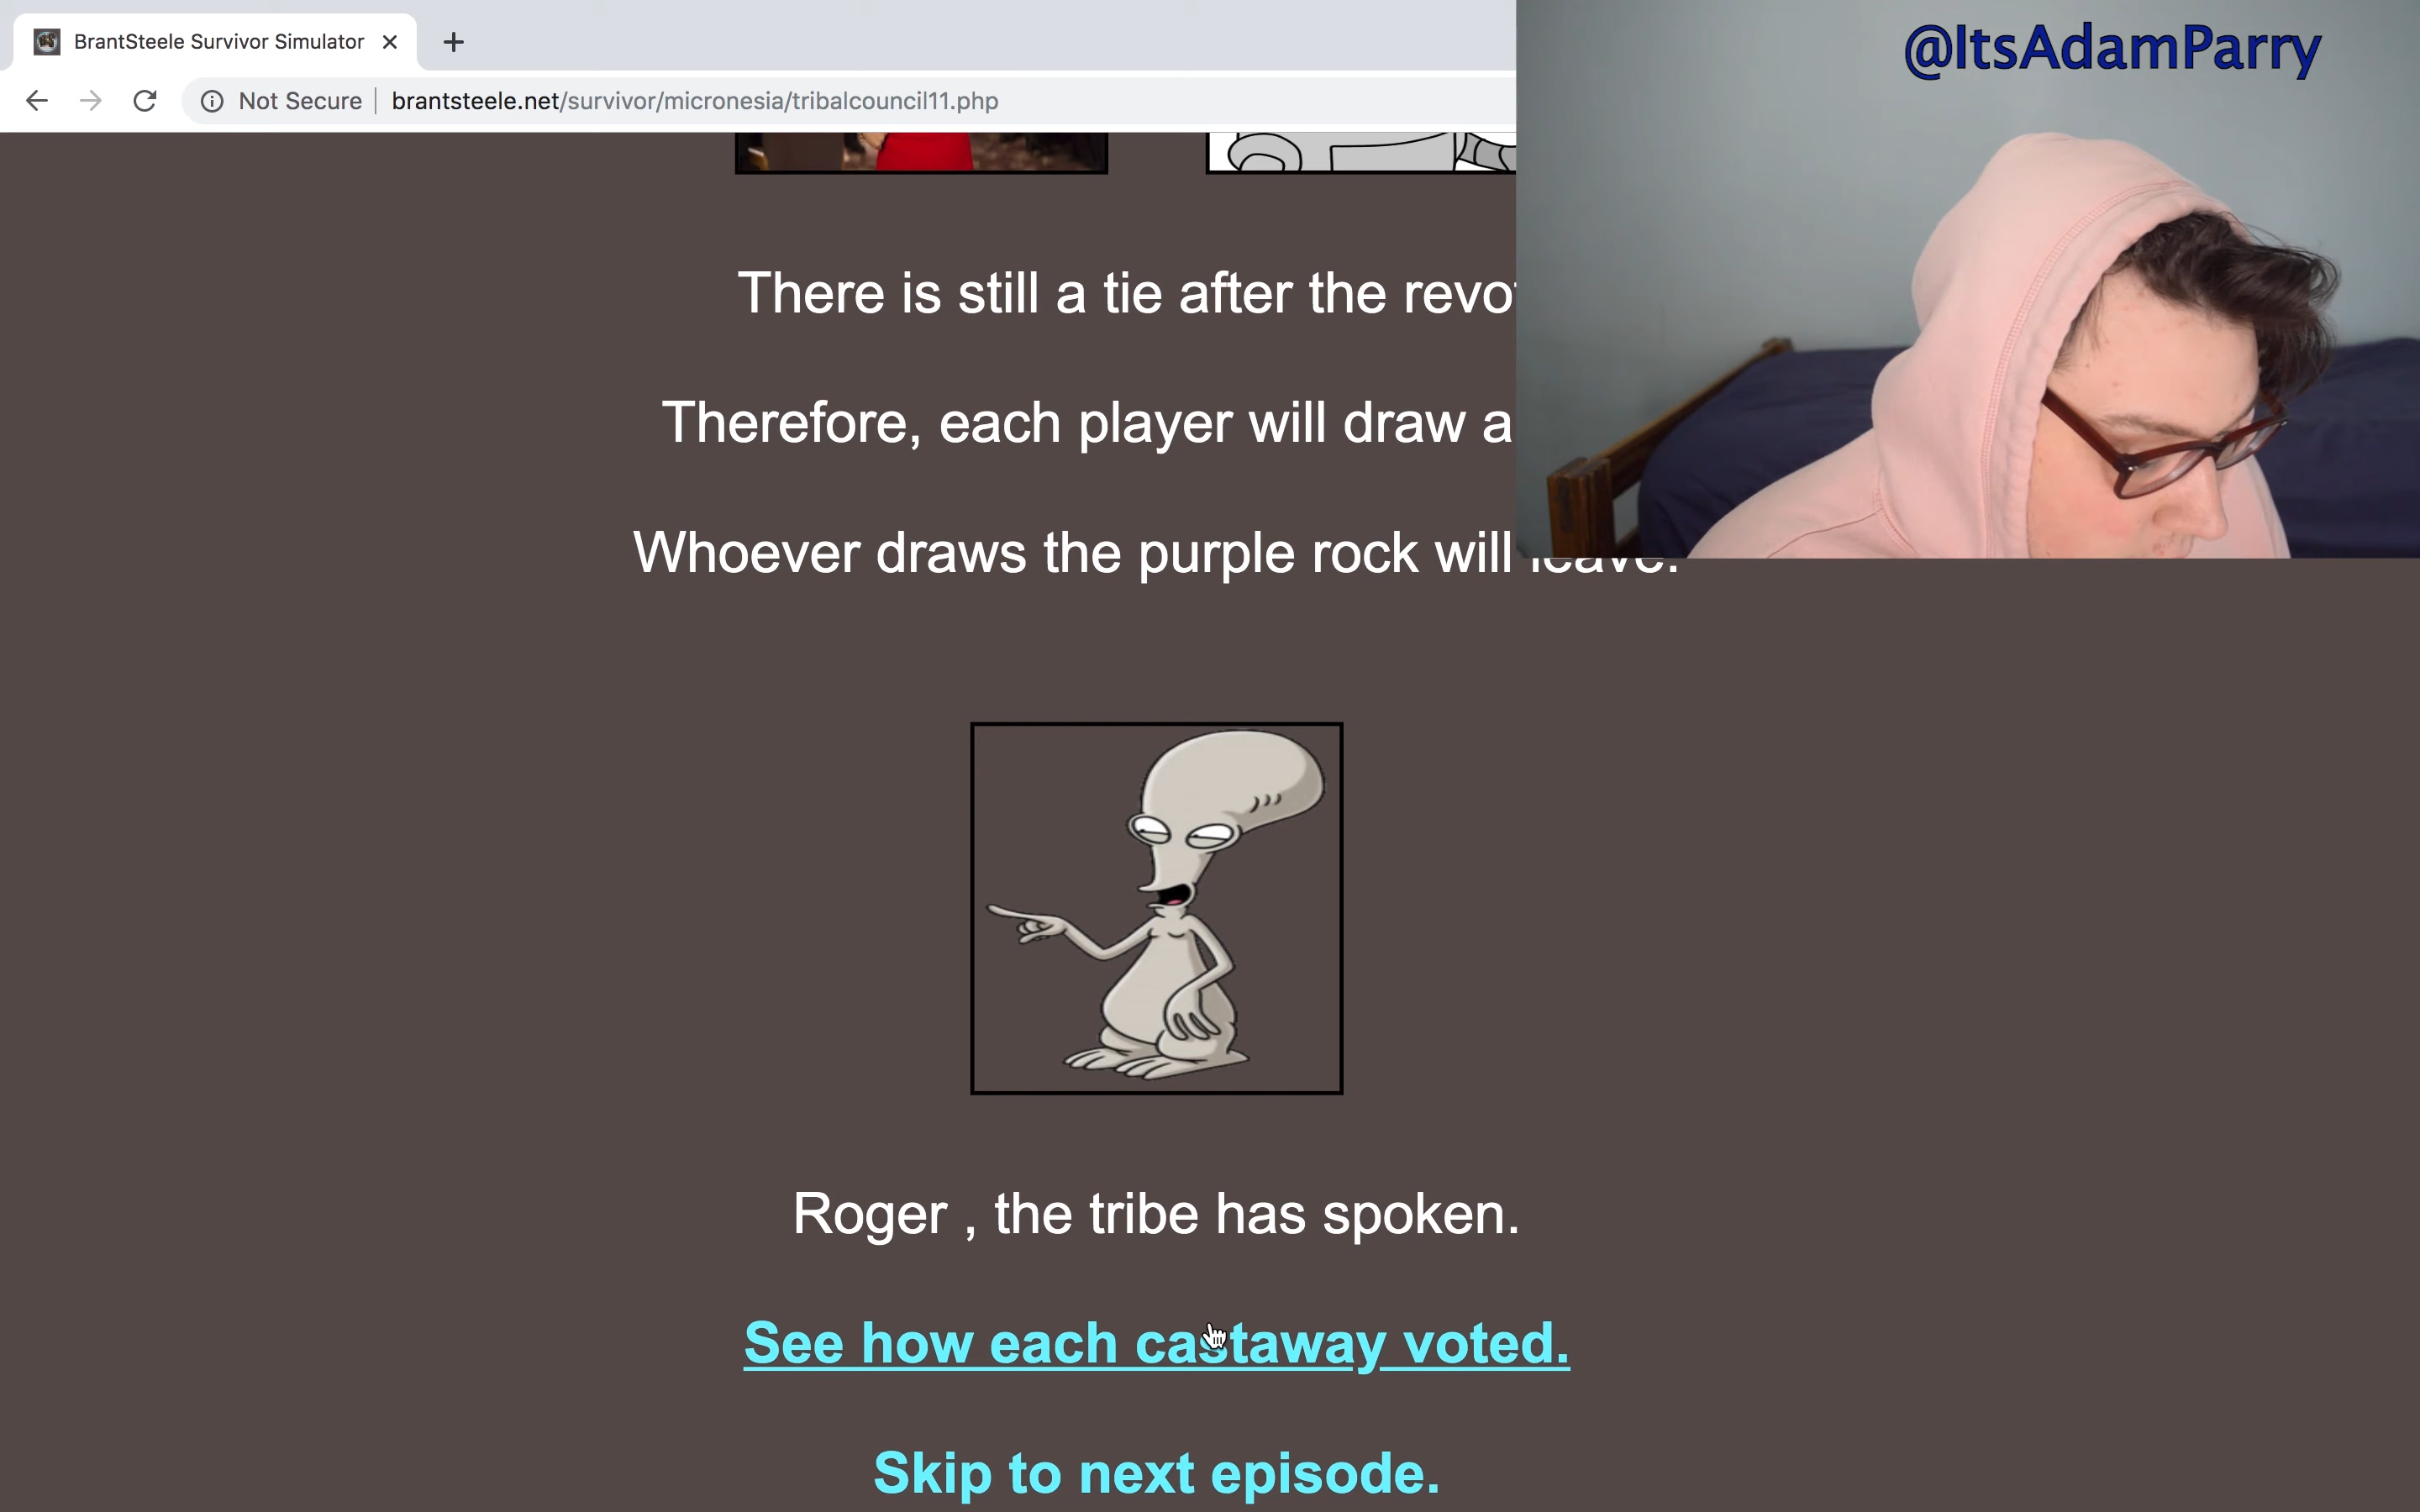 BrantSteele Survivor Simulator
@ItsAdamParry
Not Secure
brantsteele.net/survivor/micronesia/tribalcouncil11.php
There is still a tie after the
Therefore, each player will draw a
Whoever draws the purple rock will leave.
Roger , the tribe has spoken.
See how each castaway voted.
Skip to next episode.